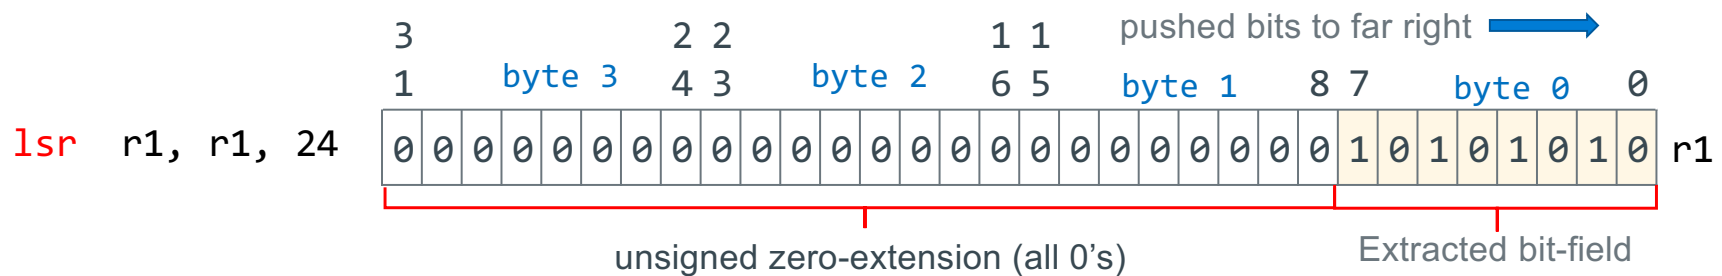 3 2 2 1 1 pushed bits to far right
1 byte 3 4 3 byte 2 6 5 byte 1 8 7 byte 0 0
lsr r1, r1, 24 0 0 0 0 0 0 0 0 0 0 0 0 0 0 0 0 0 0 0 0 0 0 0 0 1 0 1 0 1 0 1 0 r1
unsigned zero-extension (all 0's) Extracted bit-field